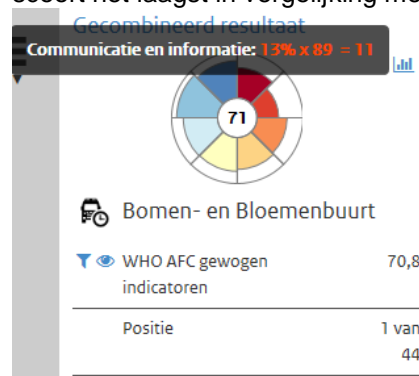 Gecombineerd resultaat
Communicatie en informatie: 13% x 89 = 11
71
Bomen- en Bloemenbuurt
WHO AFC gewogen 70,8
indicatoren
Positie 1 van
44